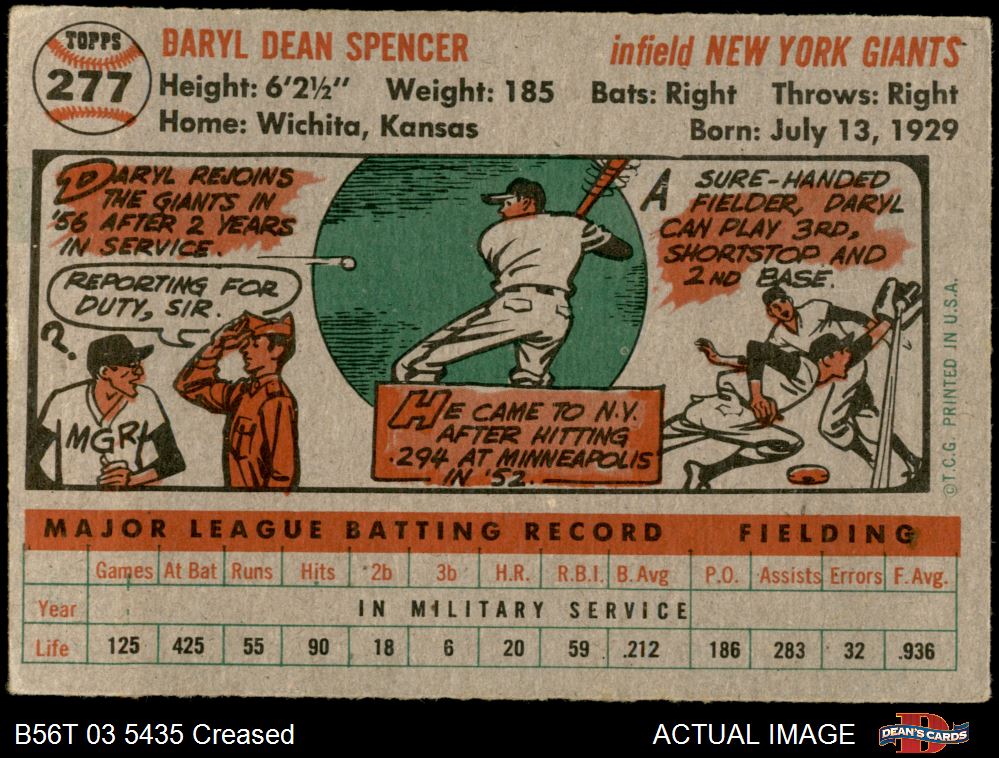 TOPPS
277
DARYL DEAN SPENCER
infield NEW YORK GIANTS
Height: 6'2½" Weight: 185 Bats: Right Throws: Right
Home: Wichita, Kansas
Born: July 13, 1929
DARYL REJOINS
THE GIANTS IN
'56 AFTER 2 YEARS
IN SERVICE.
REPORTING FOR
DUTY, SIR.
?
MGR
HE CAME TO N.Y.
AFTER HITTING
.294 AT MINNEAPOLIS
IN '52.
A SURE-HANDED
FIELDER, DARYL
CAN PLAY 3RD,
SHORTSTOP AND
2ND BASE.
©T.C.G. PRINTED IN U.S.A.
MAJOR LEAGUE BATTING RECORD FIELDING
Games At Bat Runs Hits 2b 3b H.R. R.B.I. B. Avg P.O. Assists Errors F. Avg.
Year IN MILITARY SERVICE
Life 125 425 55 90 18 6 20 59 .212 186 283 32 .936
B56T 03 5435 Creased
ACTUAL IMAGE
D
DEAN'S CARDS